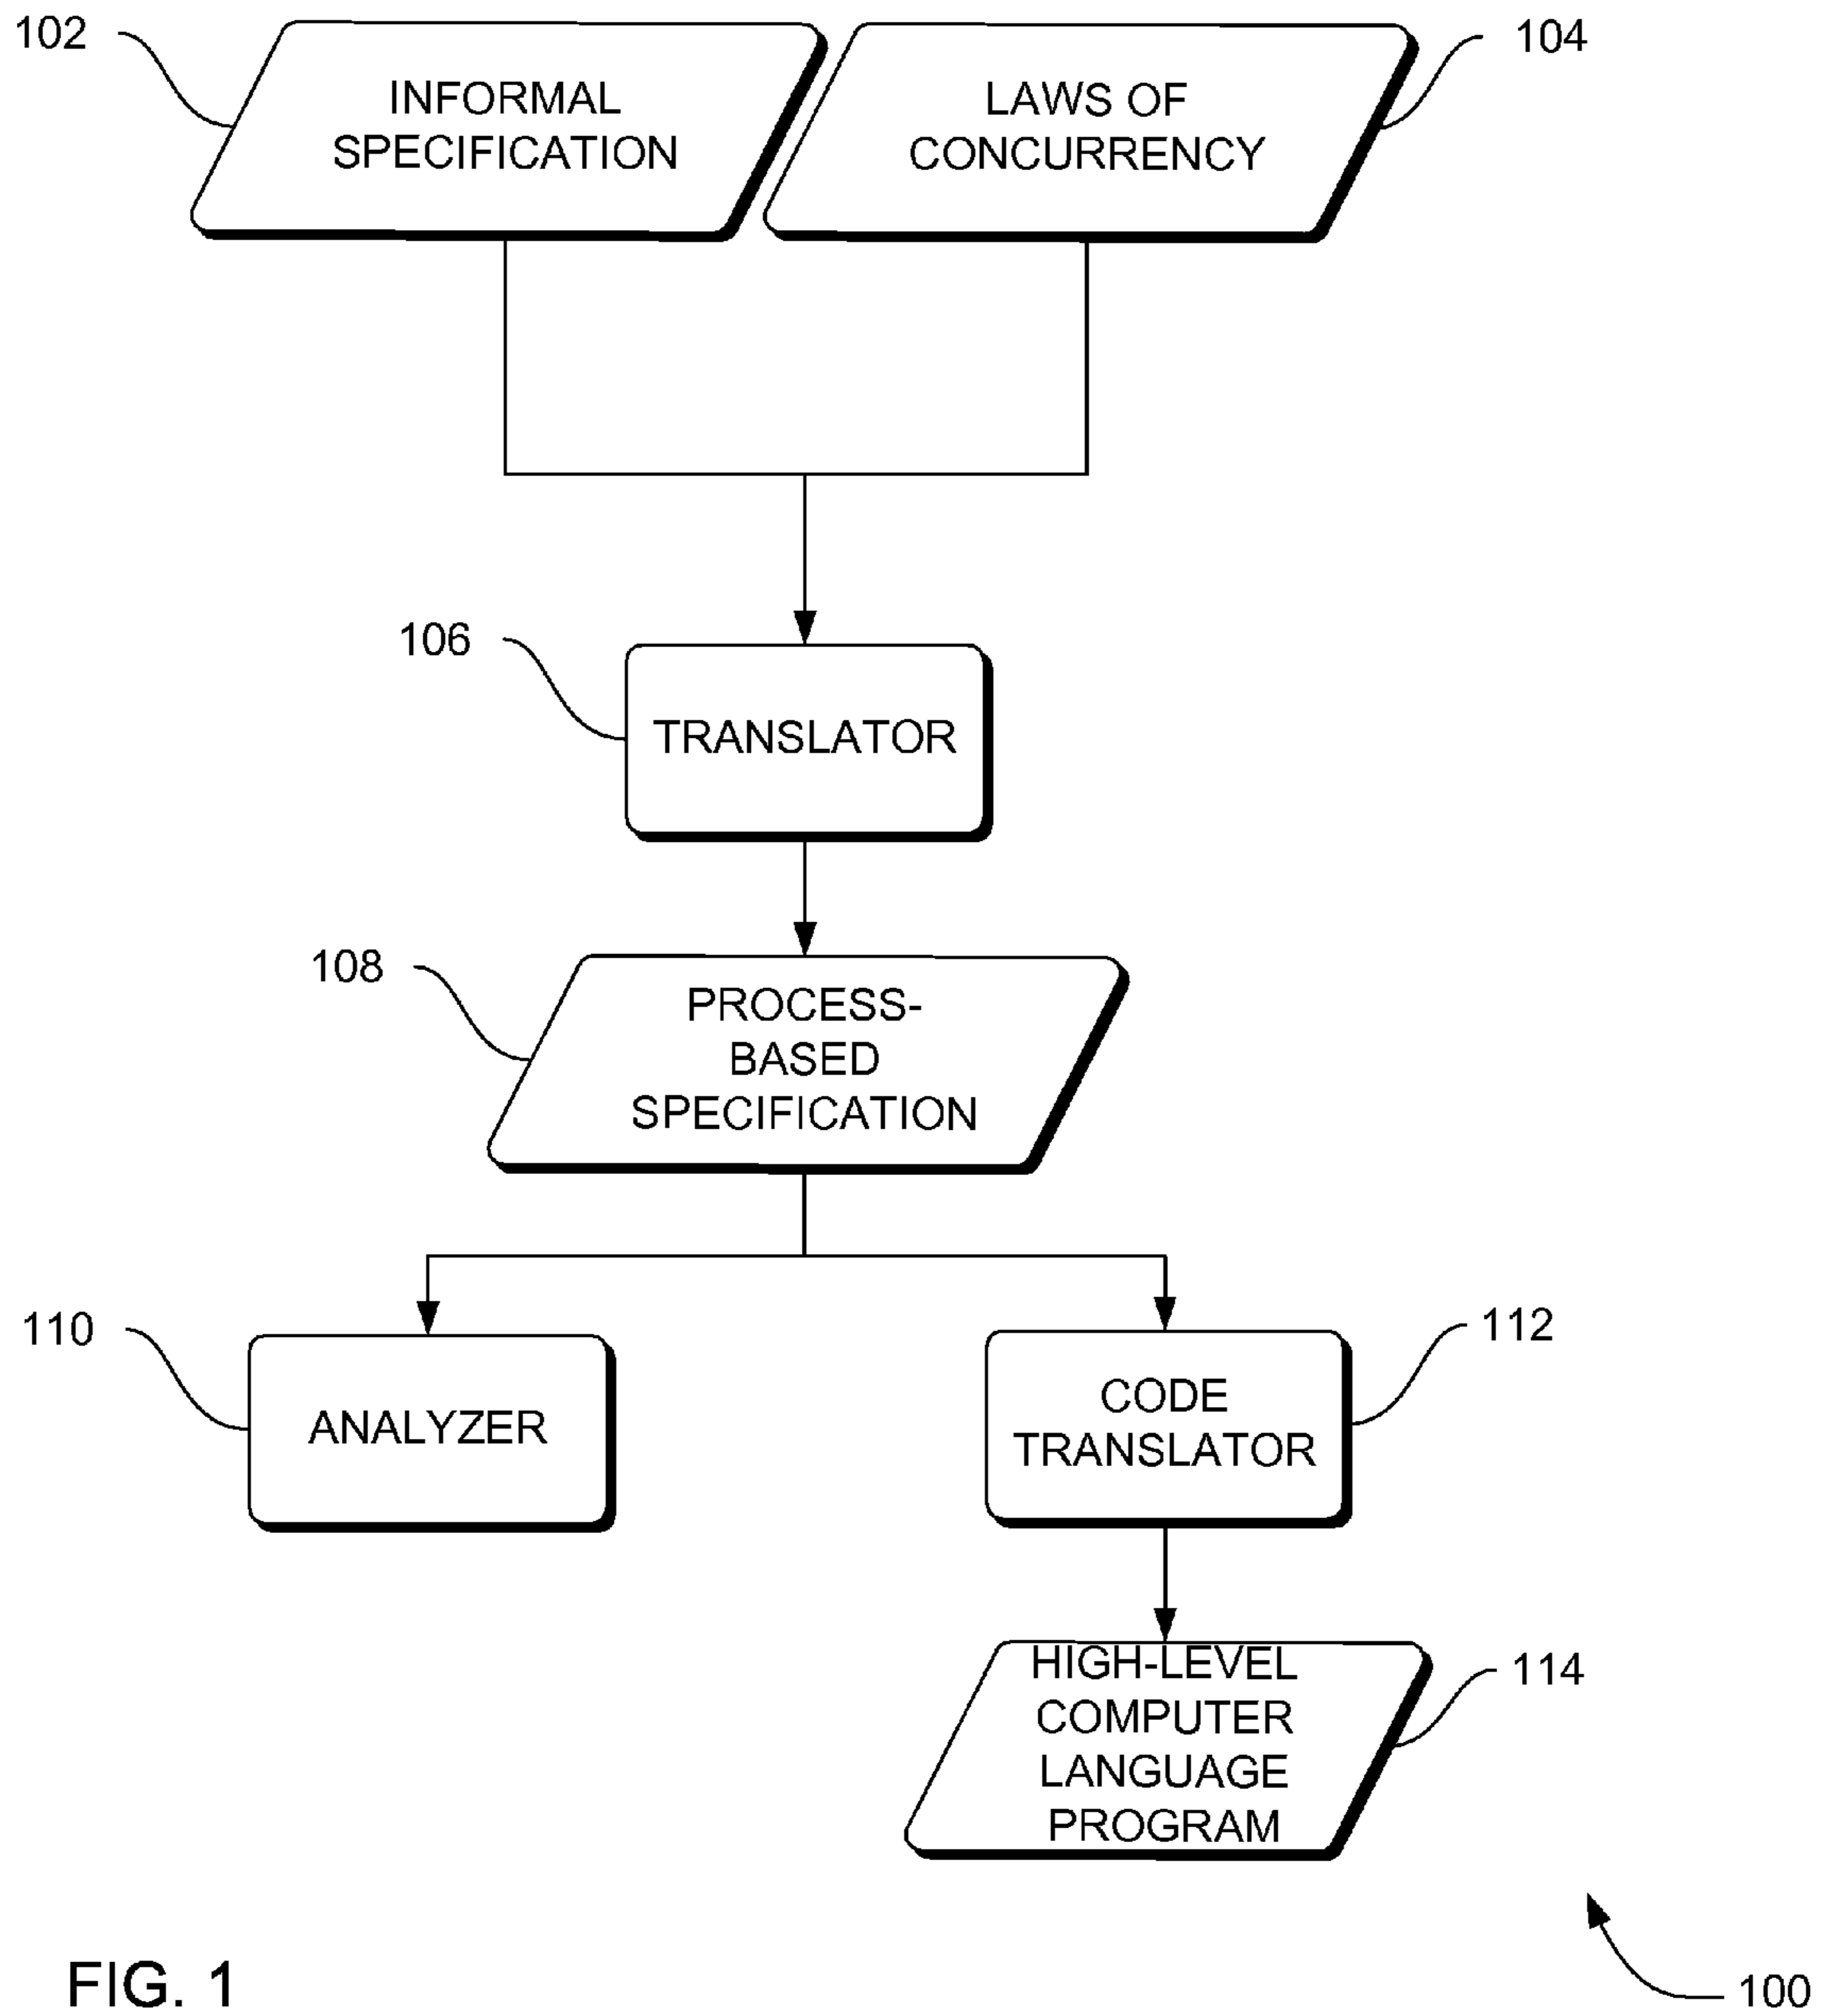 102
INFORMAL
SPECIFICATION
LAWS OF
CONCURRENCY
104
106
TRANSLATOR
108
PROCESS-
BASED
SPECIFICATION
110
ANALYZER
CODE
TRANSLATOR
112
HIGH-LEVEL
COMPUTER
LANGUAGE
PROGRAM
114
FIG. 1
100